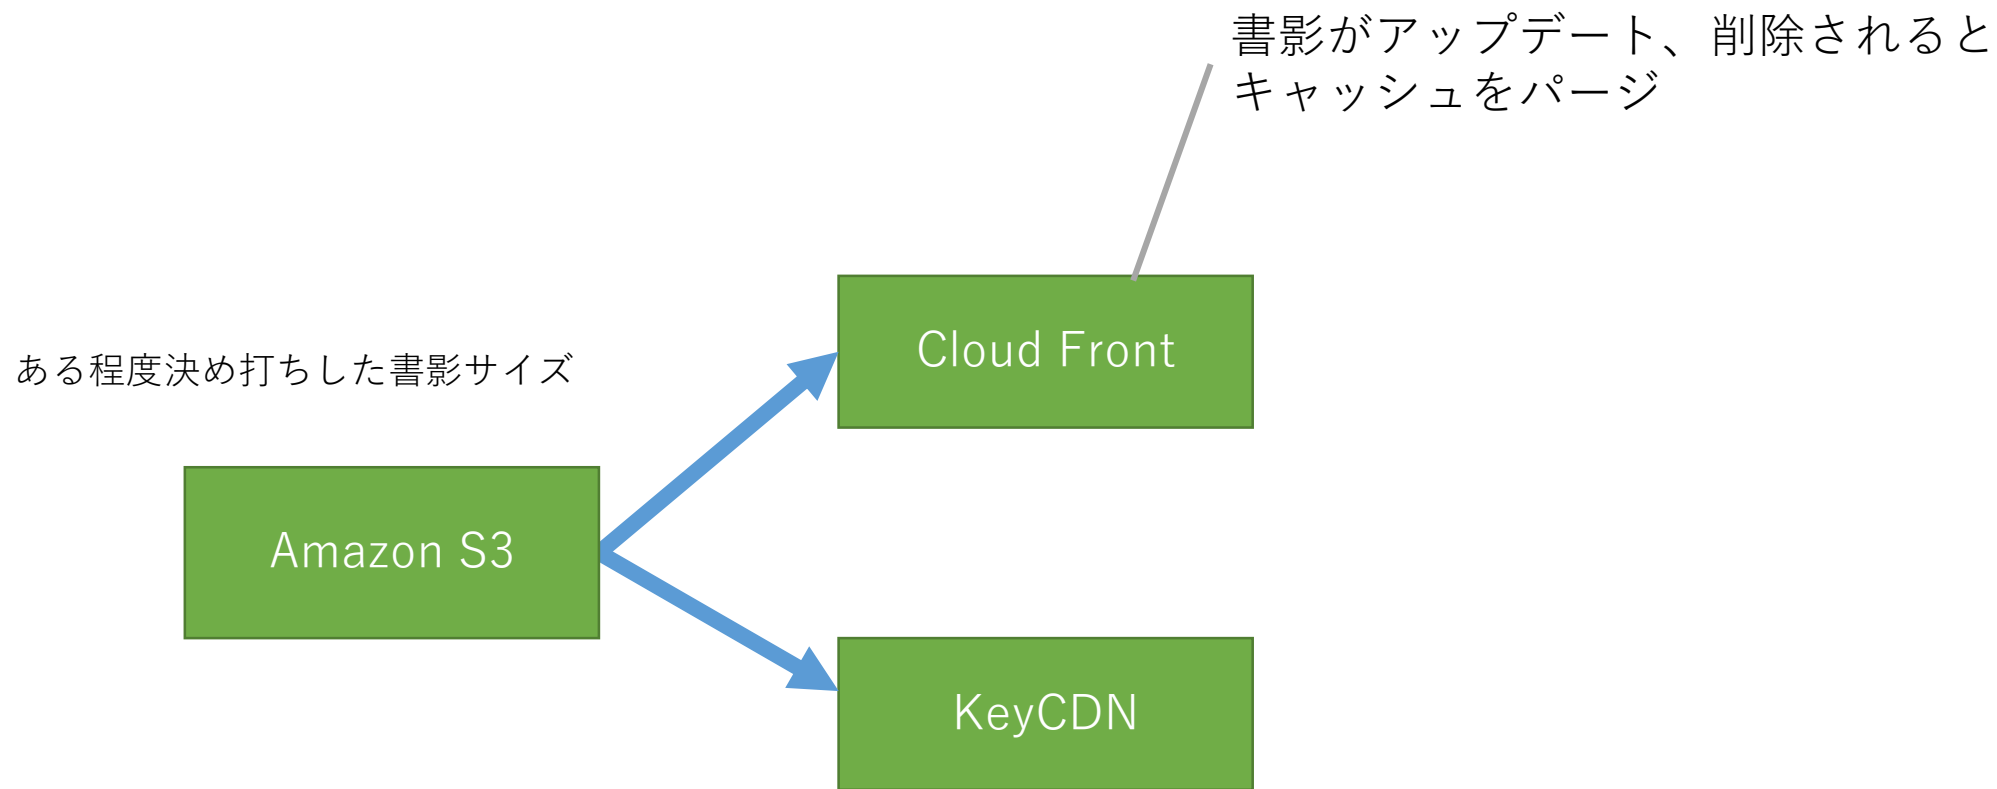 書影がアップデート、削除されると
キャッシュをパージ
Cloud Front
ある程度決め打ちした書影サイズ
Amazon S3
KeyCDN